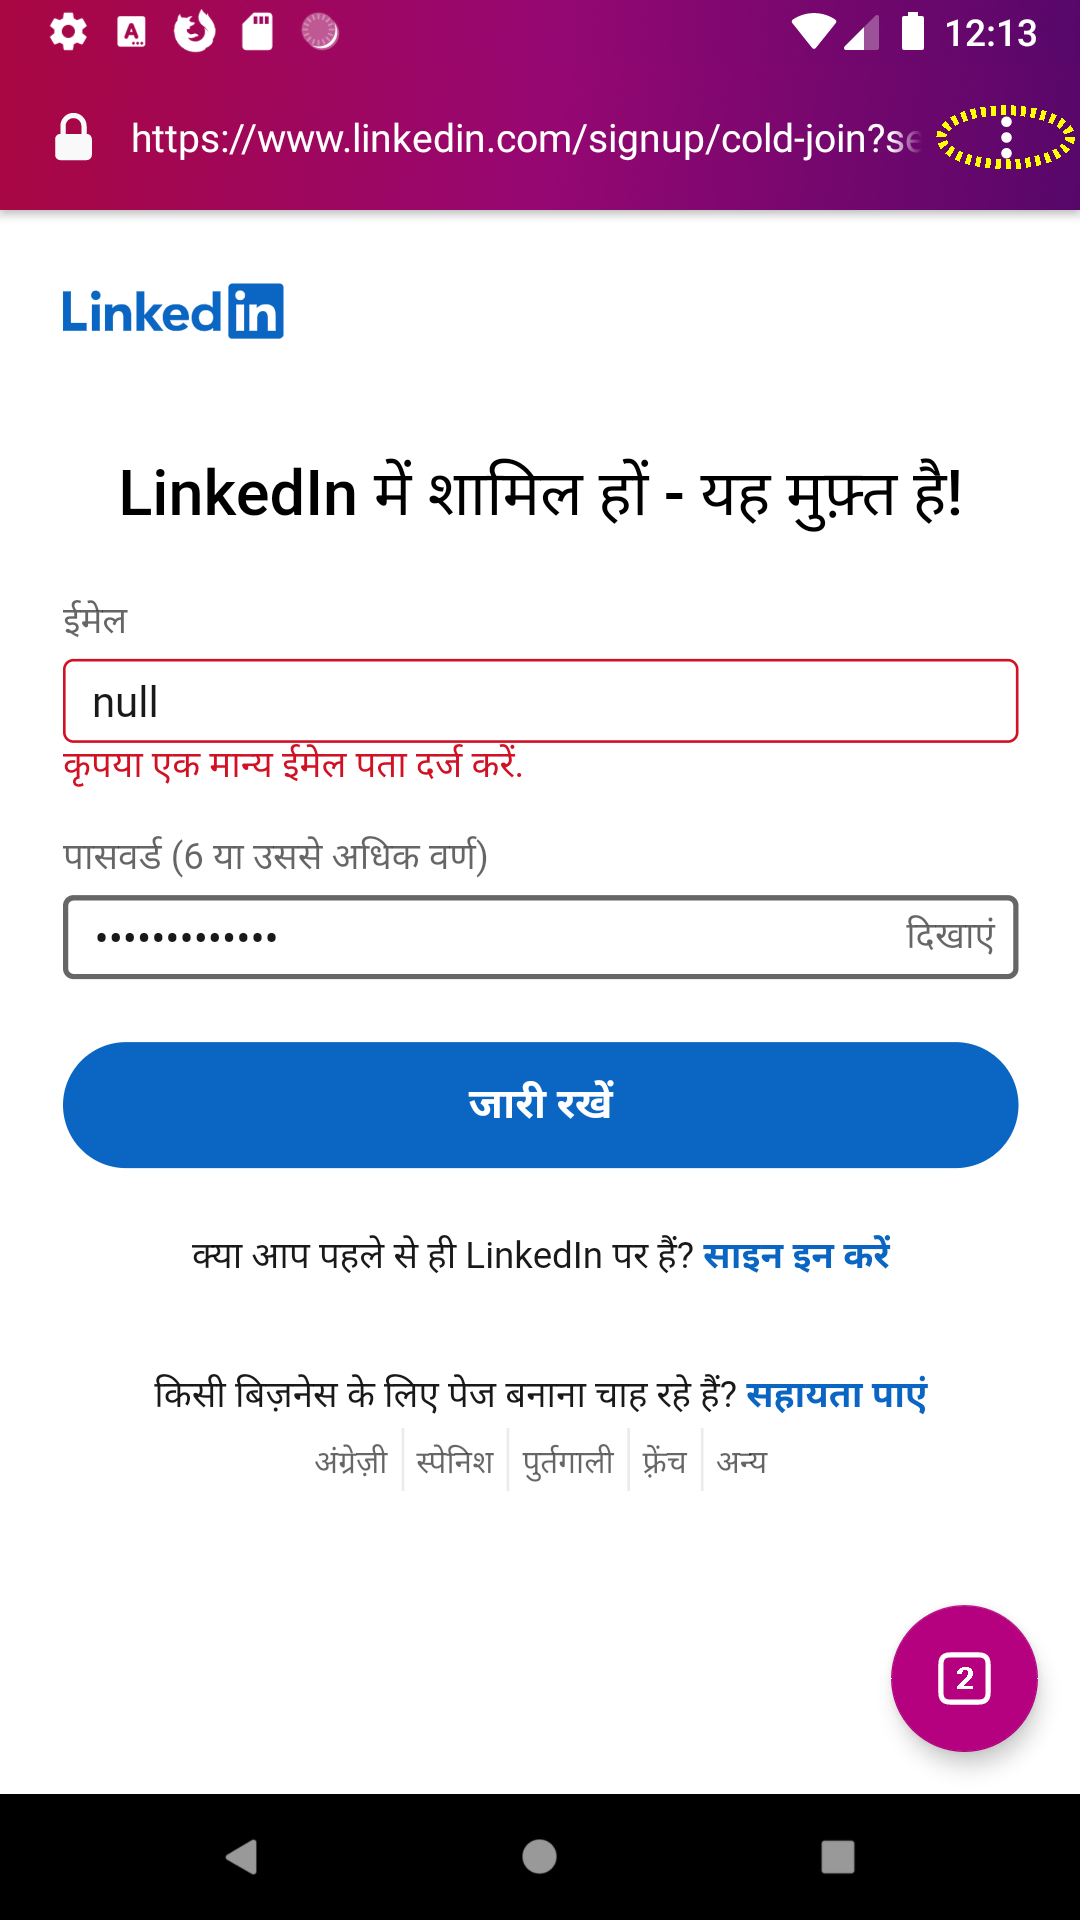 12:13
https://www.linkedin.com/signup/cold-join?se
Linkedin
LinkedIn में शामिल हों - यह मुफ़्त है!
ईमेल
null
कृपया एक मान्य ईमेल पता दर्ज करें.
पासवर्ड (6 या उससे अधिक वर्ण)
•••••••••••••
दिखाएं
जारी रखें
क्या आप पहले से ही LinkedIn पर हैं? साइन इन करें
किसी बिज़नेस के लिए पेज बनाना चाह रहे हैं? सहायता पाएं
अंग्रेज़ी स्पेनिश पुर्तगाली फ़्रेंच अन्य
2